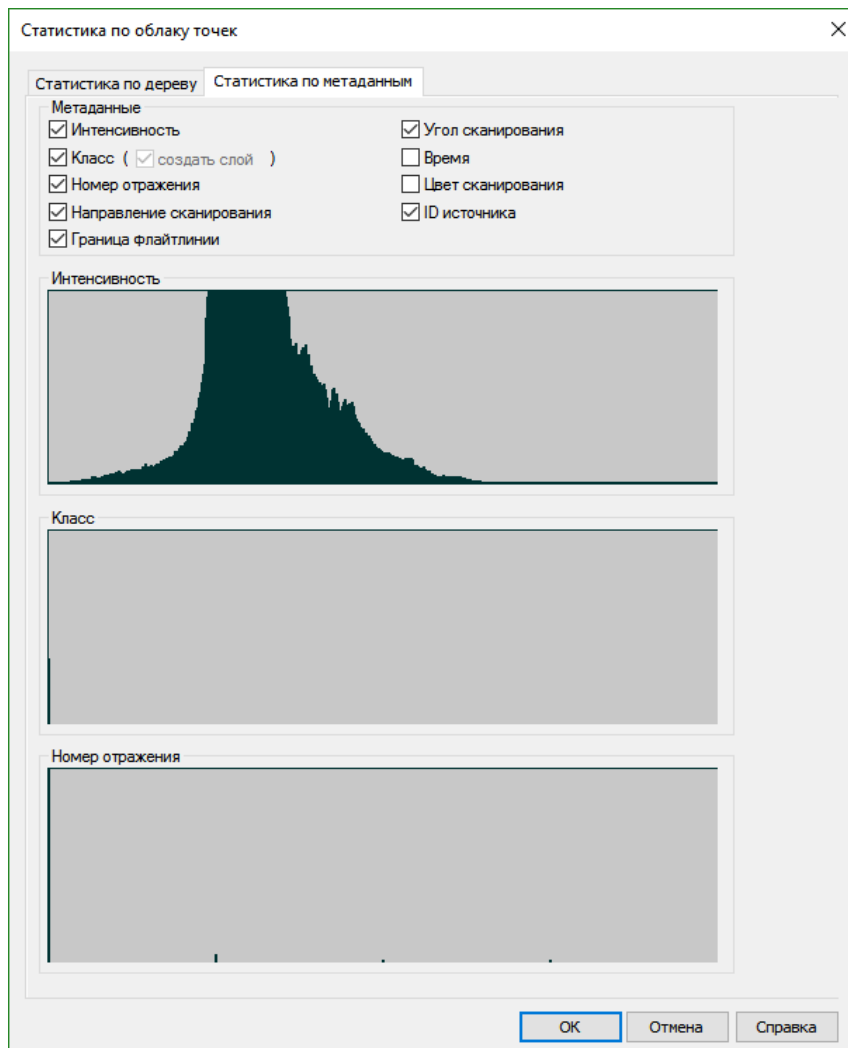 Статистика по облаку точек
Статистика по дереву Статистика по метаданным
Метаданные
Интенсивность Угол сканирования
Класс ( создать слой ) Время
Номер отражения Цвет сканирования
Направление сканирования ID источника
Граница флайтлинии
Интенсивность
Класс
Номер отражения
ОК Отмена Справка